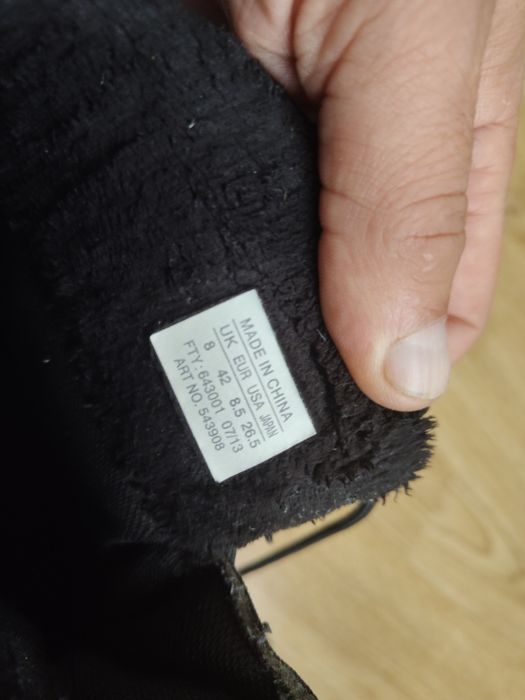 MADE IN CHINA
UK EUR USA JAPAN
8 42 8.5 26.5
FTY: 643001 07/13
ART NO. 543908